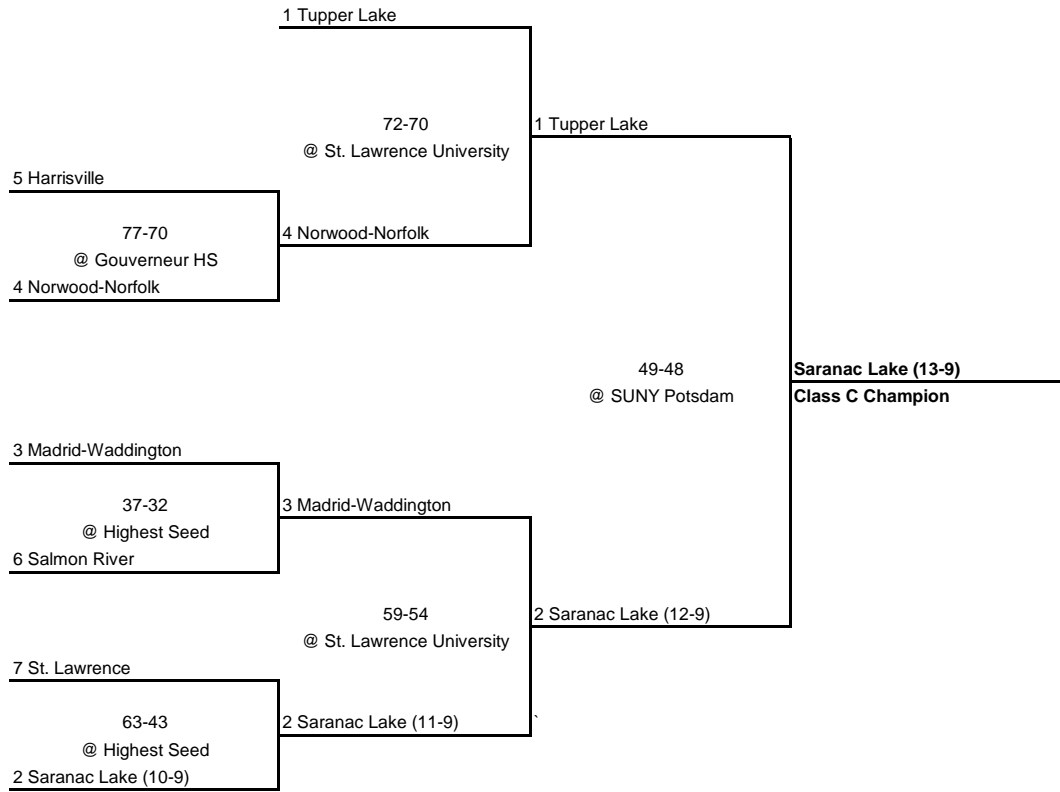 1 Tupper Lake
72-70
@ St. Lawrence University
1 Tupper Lake
5 Harrisville
77-70
@ Gouverneur HS
4 Norwood-Norfolk
4 Norwood-Norfolk
49-48
@ SUNY Potsdam
Saranac Lake (13-9)
Class C Champion
3 Madrid-Waddington
37-32
@ Highest Seed
3 Madrid-Waddington
6 Salmon River
59-54
@ St. Lawrence University
2 Saranac Lake (12-9)
7 St. Lawrence
63-43
@ Highest Seed
2 Saranac Lake (11-9)
`
2 Saranac Lake (10-9)